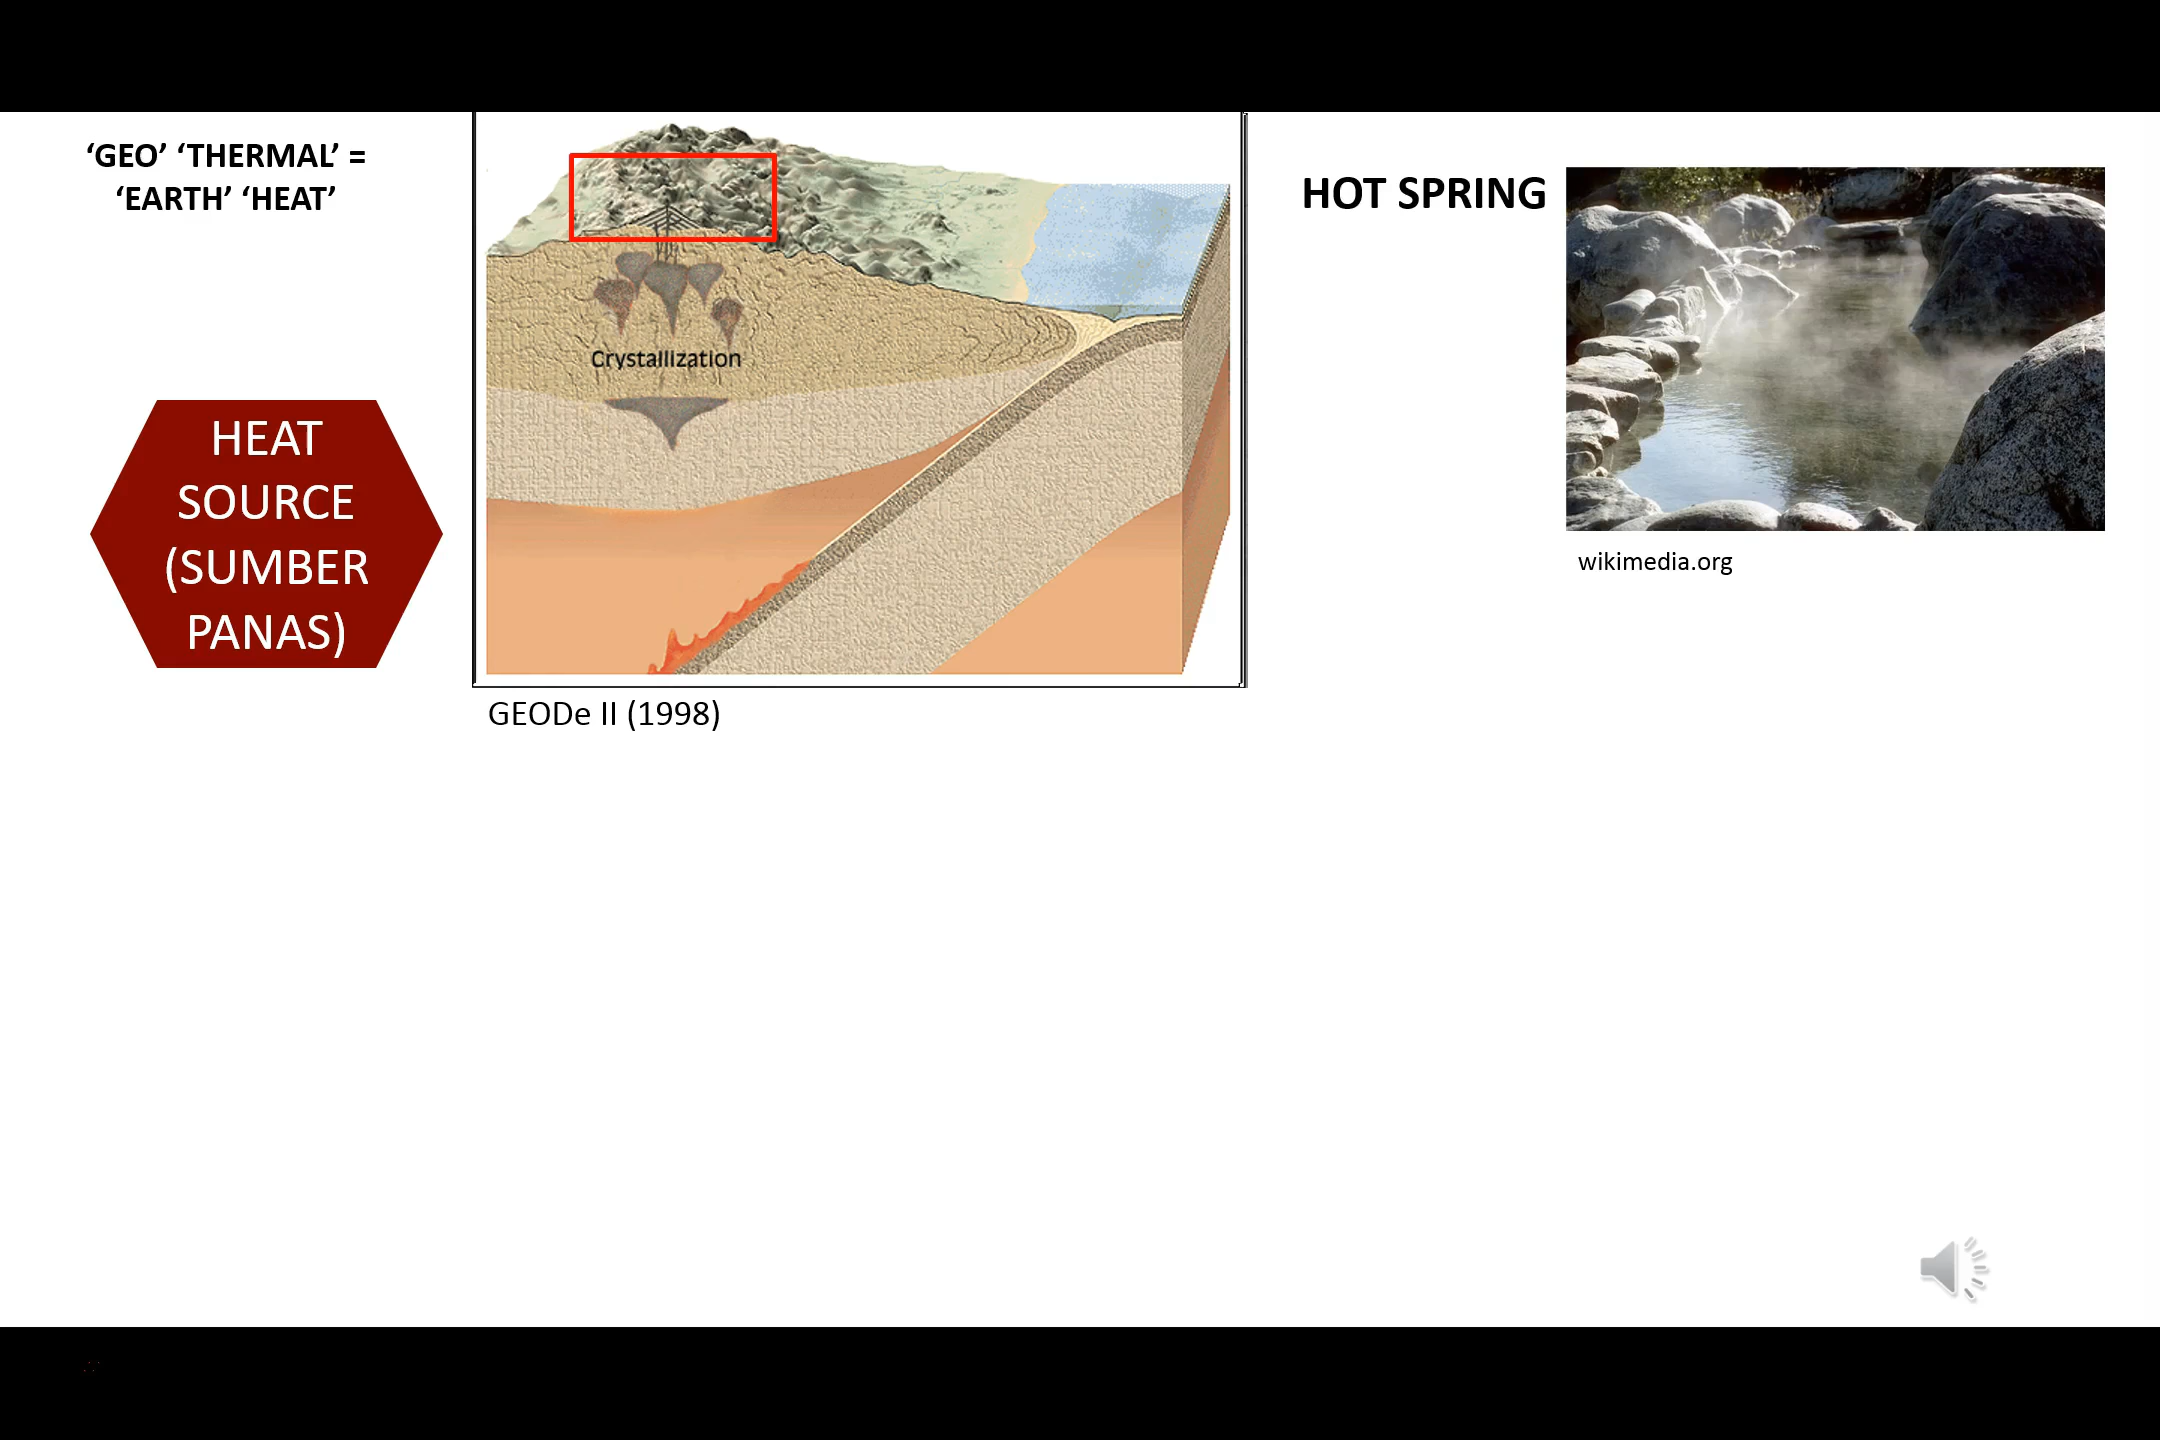 ‘GEO’ ‘THERMAL’ =
‘EARTH’ ‘HEAT’
HEAT
SOURCE
(SUMBER
PANAS)
Crystallization
GEODe II (1998)
HOT SPRING
wikimedia.org